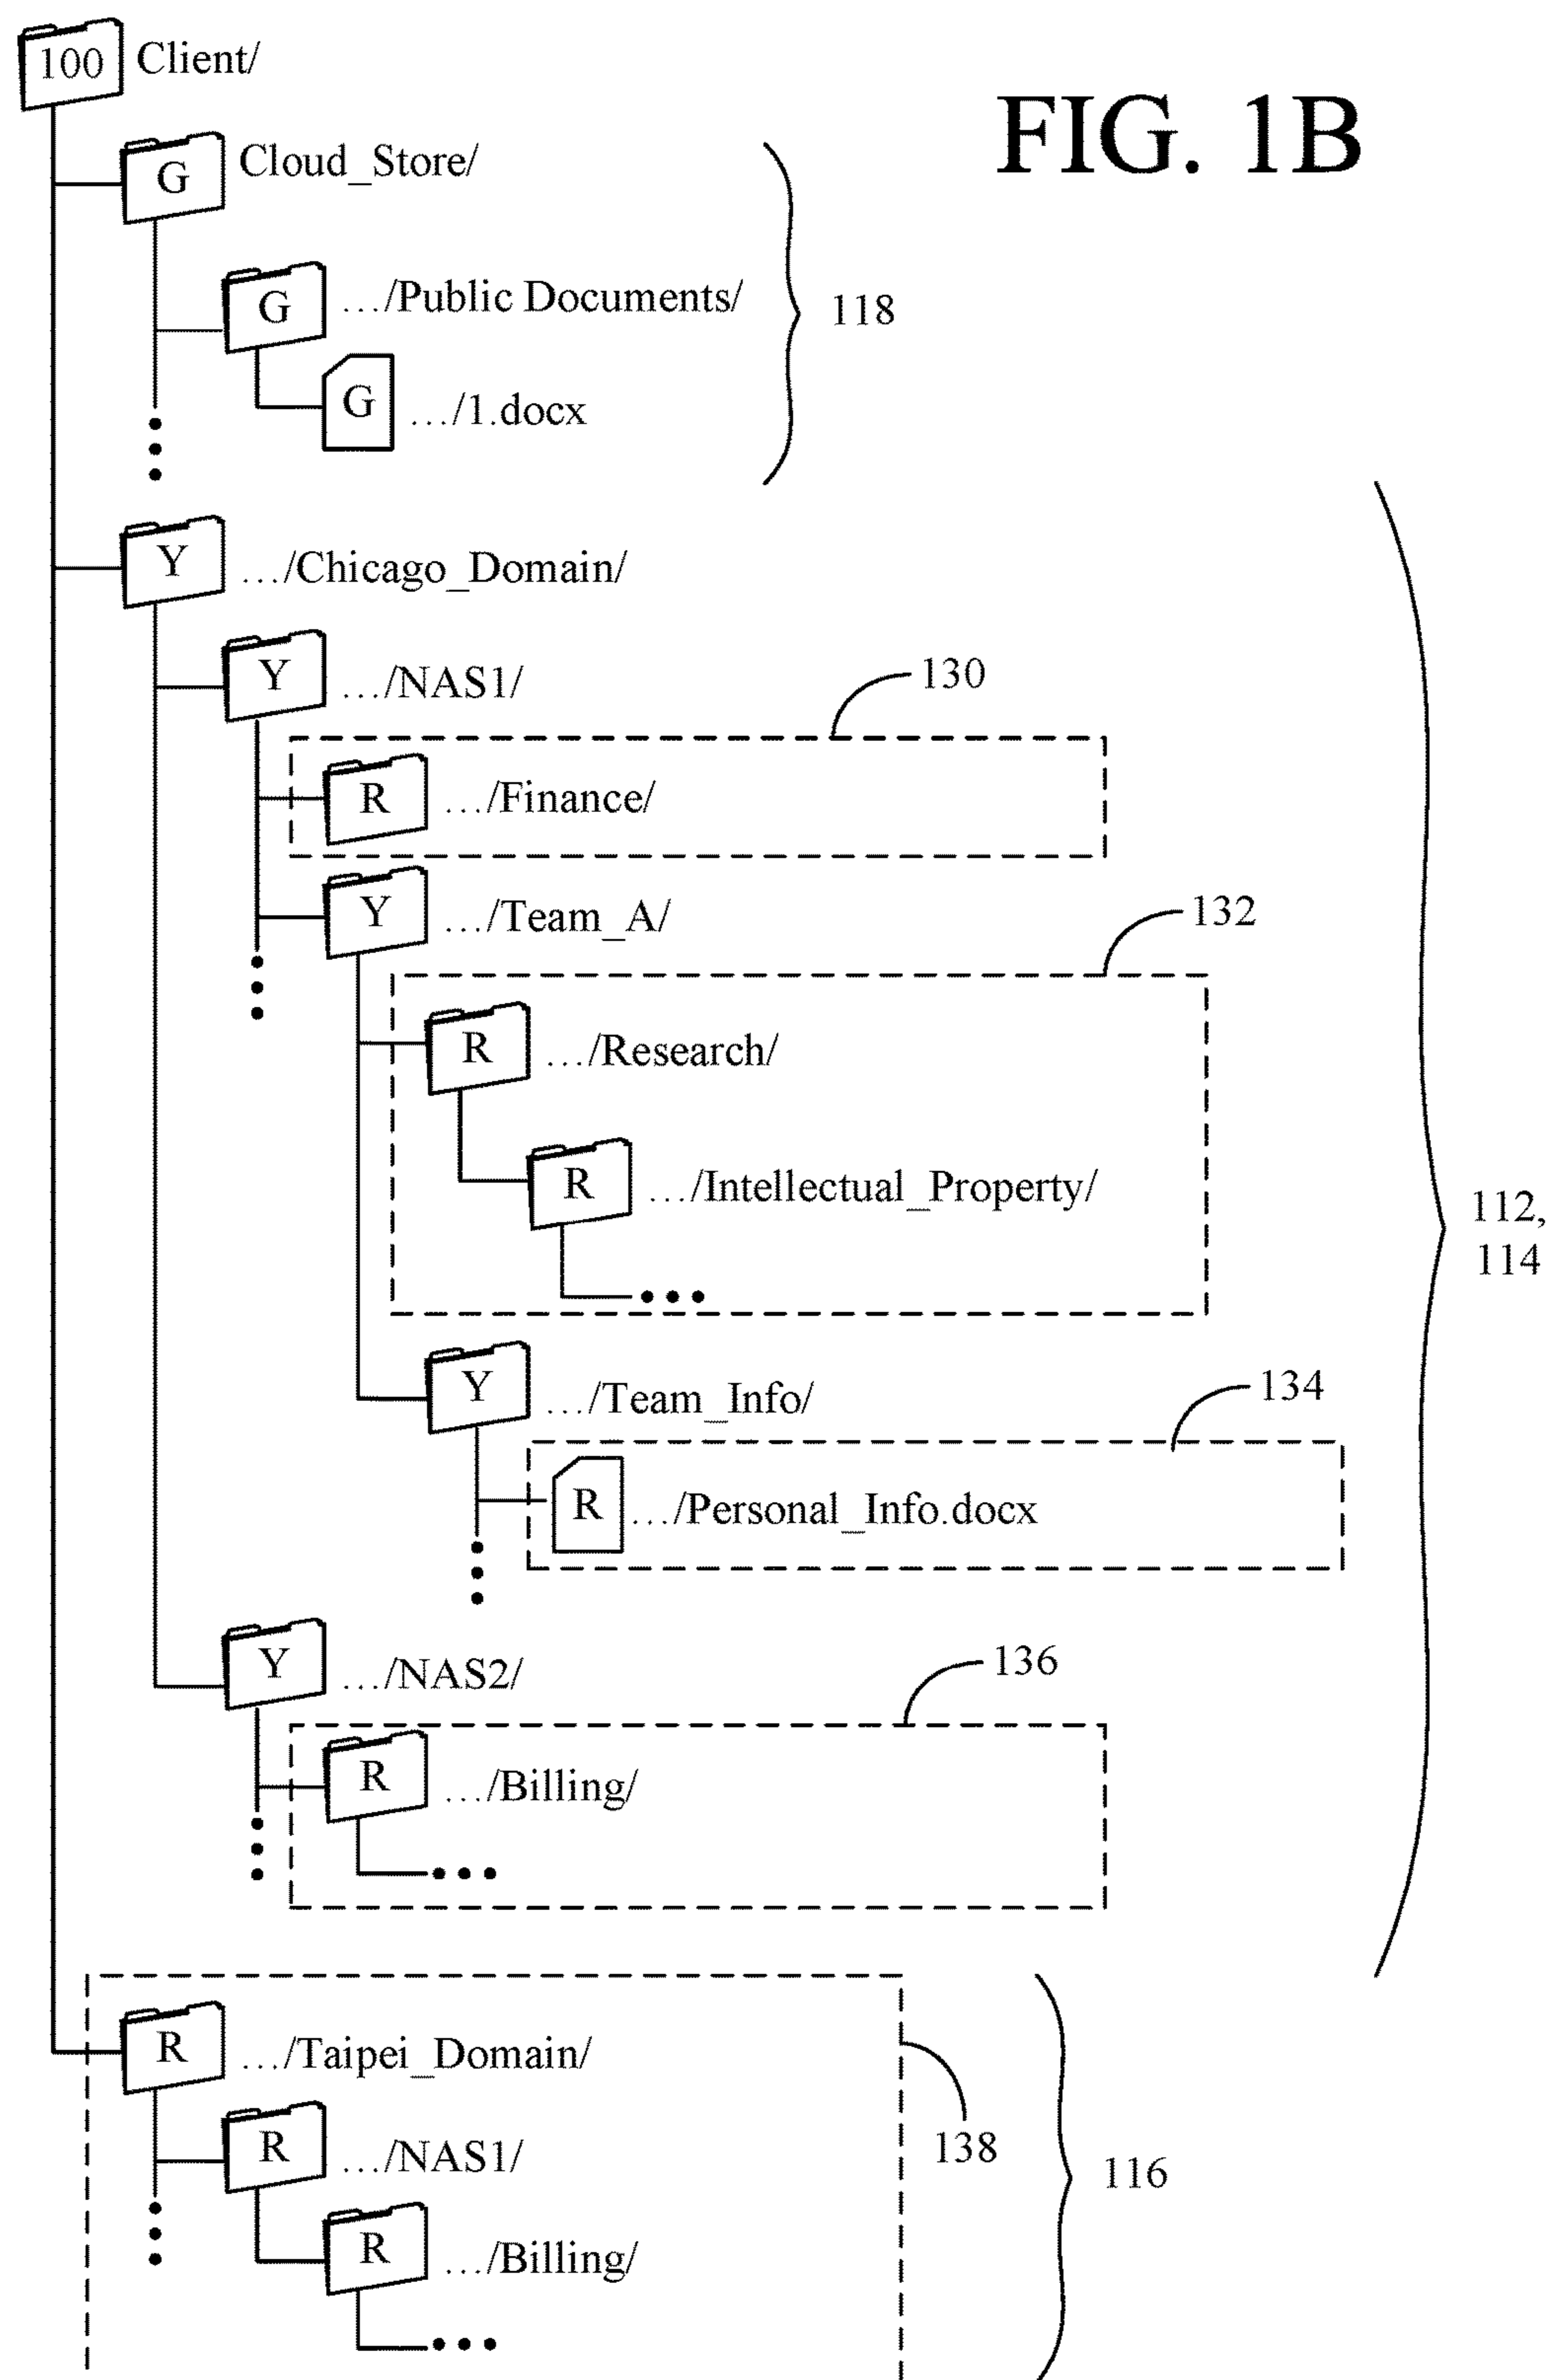 100 Client/
FIG. 1B
G Cloud_Store/
G .../Public Documents/
118
G .../1.docx
Y .../Chicago_Domain/
Y .../NAS1/
130
R .../Finance/
Y .../Team_A/
132
R .../Research/
R .../Intellectual_Property/
112,
114
Y .../Team_Info/
134
R .../Personal_Info.docx
Y .../NAS2/
136
R .../Billing/
R .../Taipei_Domain/
138
R .../NAS1/
116
R .../Billing/